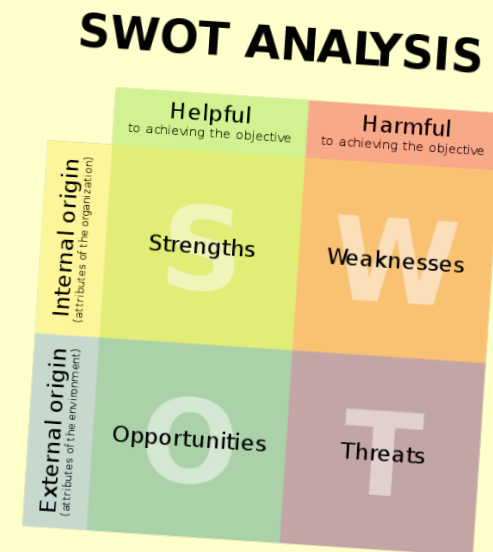 SWOT ANALYSIS
Helpful
to achieving the objective
Harmful
to achieving the objective
Internal origin
(attributes of the organization)
S
Strengths
W
Weaknesses
External origin
(attributes of the environment)
O
Opportunities
T
Threats